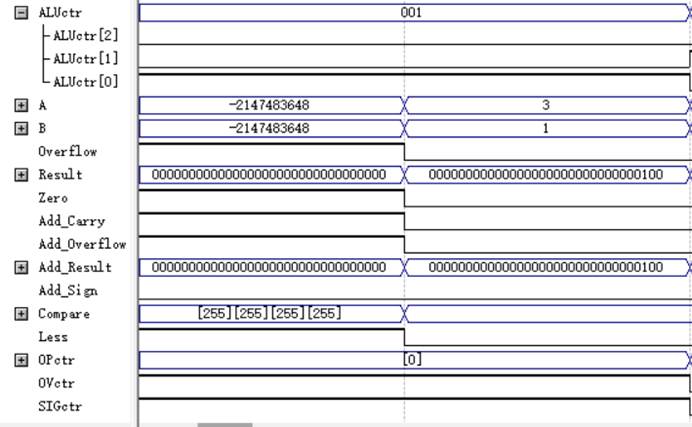 ALUctr 001
ALUctr[2]
ALUctr[1]
ALUctr[0]
A -2147483648 3
B -2147483648 1
Overflow
Result 00000000000000000000000000000000 00000000000000000000000000000100
Zero
Add_Carry
Add_Overflow
Add_Result 00000000000000000000000000000000 00000000000000000000000000000100
Add_Sign
Compare [255][255][255][255]
Less
OPctr [0]
OVctr
SIGctr